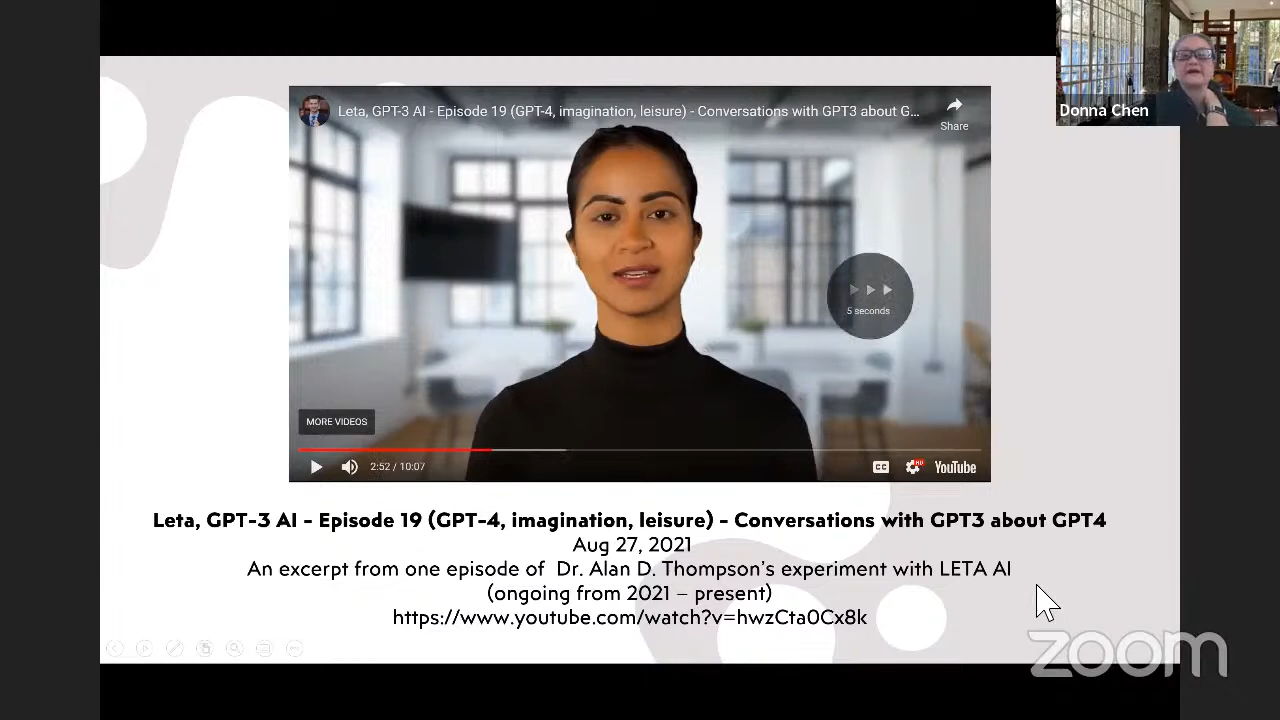 Leta, GPT-3 AI - Episode 19 (GPT-4, imagination, leisure) - Conversations with GPT3 about G...
Share
Donna Chen
5 seconds
MORE VIDEOS
2:52 / 10:07
CC
HD
YouTube
Leta, GPT-3 AI - Episode 19 (GPT-4, imagination, leisure) - Conversations with GPT3 about GPT4
Aug 27, 2021
An excerpt from one episode of Dr. Alan D. Thompson's experiment with LETA AI
(ongoing from 2021 – present)
https://www.youtube.com/watch?v=hwzCta0Cx8k
zoom